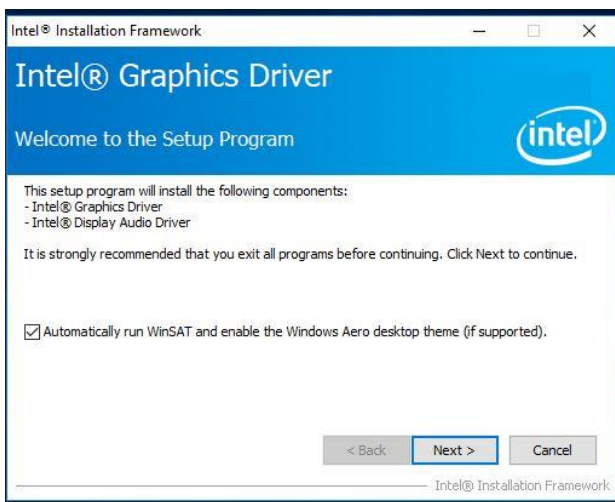 Intel® Installation Framework
Intel® Graphics Driver
Welcome to the Setup Program
intel
This setup program will install the following components:
- Intel® Graphics Driver
- Intel® Display Audio Driver
It is strongly recommended that you exit all programs before continuing. Click Next to continue.
Automatically run WinSAT and enable the Windows Aero desktop theme (if supported).
< Back Next > Cancel
Intel® Installation Framework